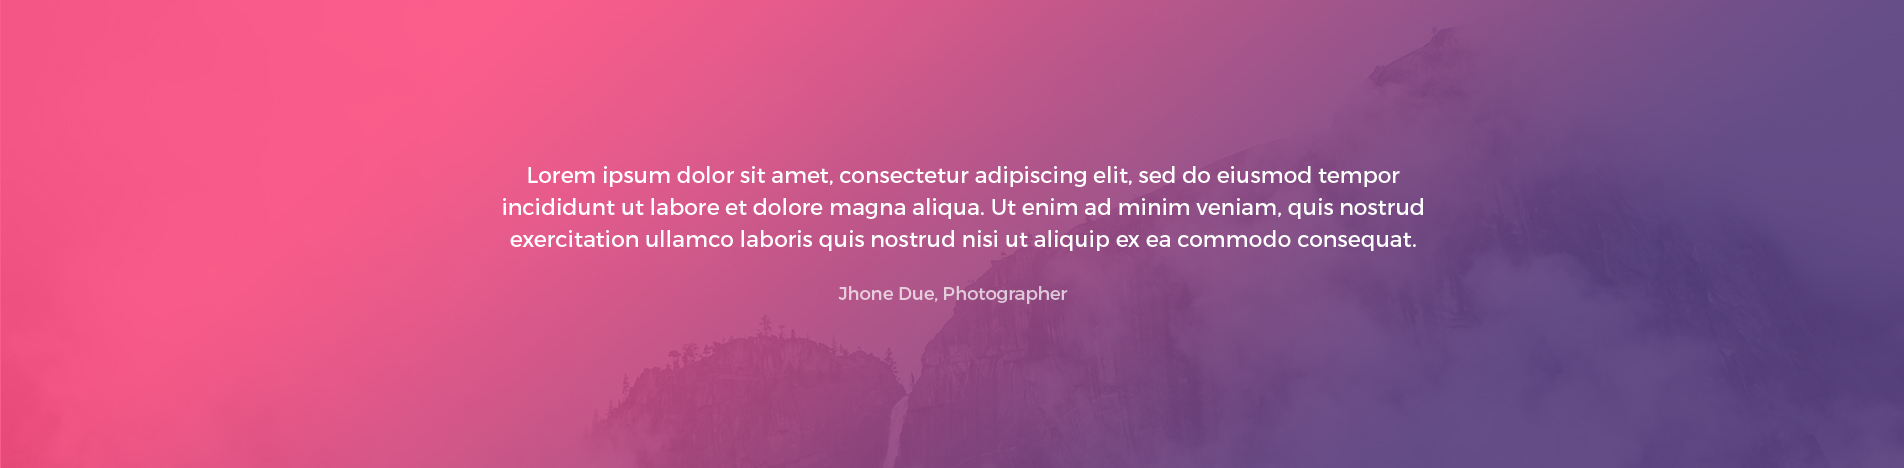 Lorem ipsum dolor sit amet, consectetur adipiscing elit, sed do eiusmod tempor
incididunt ut labore et dolore magna aliqua. Ut enim ad minim veniam, quis nostrud
exercitation ullamco laboris quis nostrud nisi ut aliquip ex ea commodo consequat.
Jhone Due, Photographer